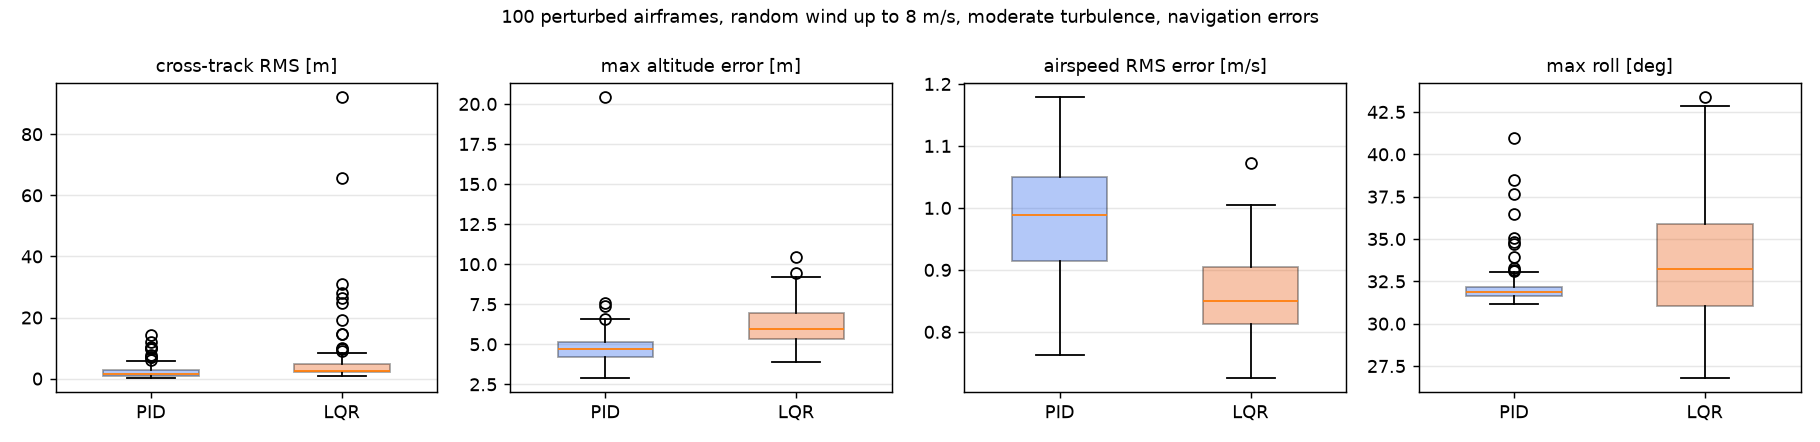 100 perturbed airframes, random wind up to 8 m/s, moderate turbulence, navigation errors
cross-track RMS [m]
80
60
40
20
0
PID LQR
max altitude error [m]
20.0
17.5
15.0
12.5
10.0
7.5
5.0
2.5
PID LQR
airspeed RMS error [m/s]
1.2
1.1
1.0
0.9
0.8
PID LQR
max roll [deg]
42.5
40.0
37.5
35.0
32.5
30.0
27.5
PID LQR